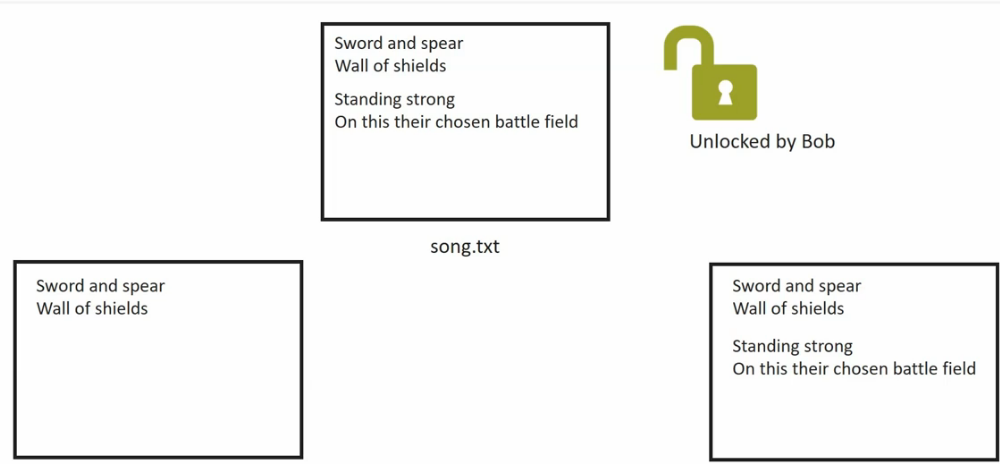 Sword and spear
Wall of shields
Standing strong
On this their chosen battle field
Unlocked by Bob
song.txt
Sword and spear
Wall of shields
Sword and spear
Wall of shields
Standing strong
On this their chosen battle field